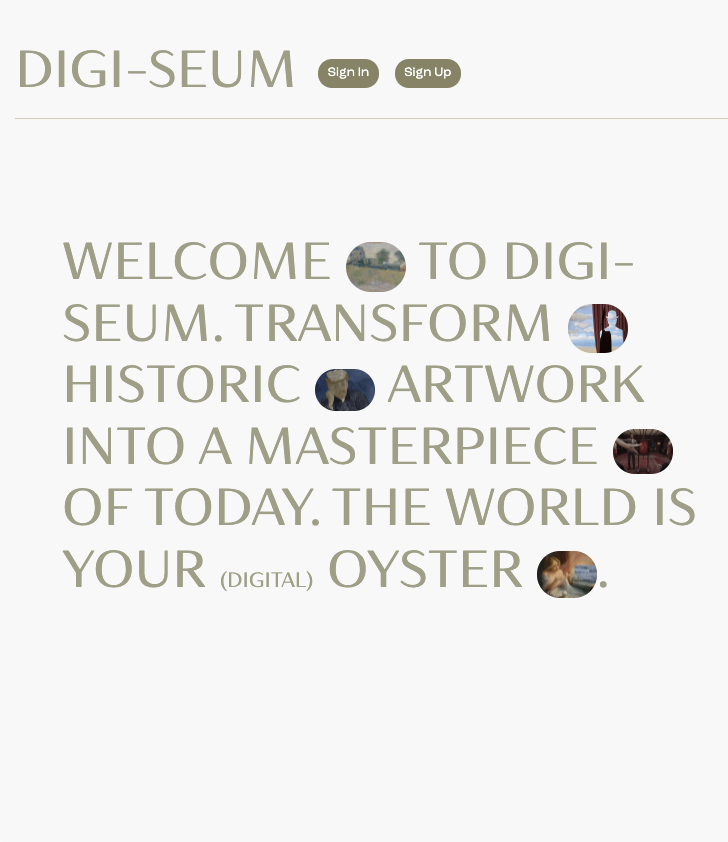 DIGI-SEUM Sign In Sign Up
WELCOME TO DIGI-
SEUM. TRANSFORM
HISTORIC ARTWORK
INTO A MASTERPIECE
OF TODAY. THE WORLD IS
YOUR (DIGITAL) OYSTER .